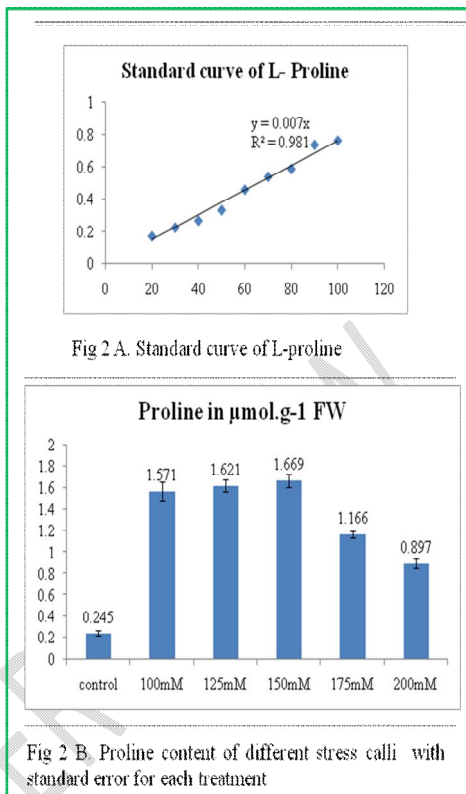 Standard curve of L- Proline
1
0.8
0.6
0.4
0.2
0
y = 0.007x
R² = 0.981
0 20 40 60 80 100 120
Fig 2 A. Standard curve of L-proline
Proline in µmol.g-1 FW
2
1.8
1.6
1.4
1.2
1
0.8
0.6
0.4
0.2
0
0.245 1.571 1.621 1.669 1.166 0.897
control 100mM 125mM 150mM 175mM 200mM
Fig 2 B. Proline content of different stress calli with
standard error for each treatment